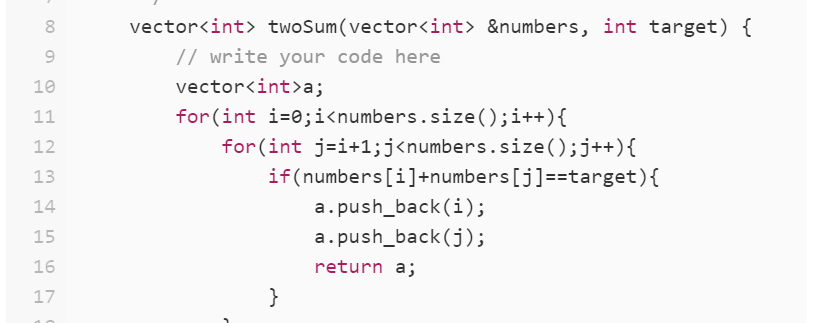 8 vector<int> twoSum(vector<int> &numbers, int target) {
9 // write your code here
10 vector<int>a;
11 for(int i=0;i<numbers.size();i++){
12 for(int j=i+1;j<numbers.size();j++){
13 if(numbers[i]+numbers[j]==target){
14 a.push_back(i);
15 a.push_back(j);
16 return a;
17 }